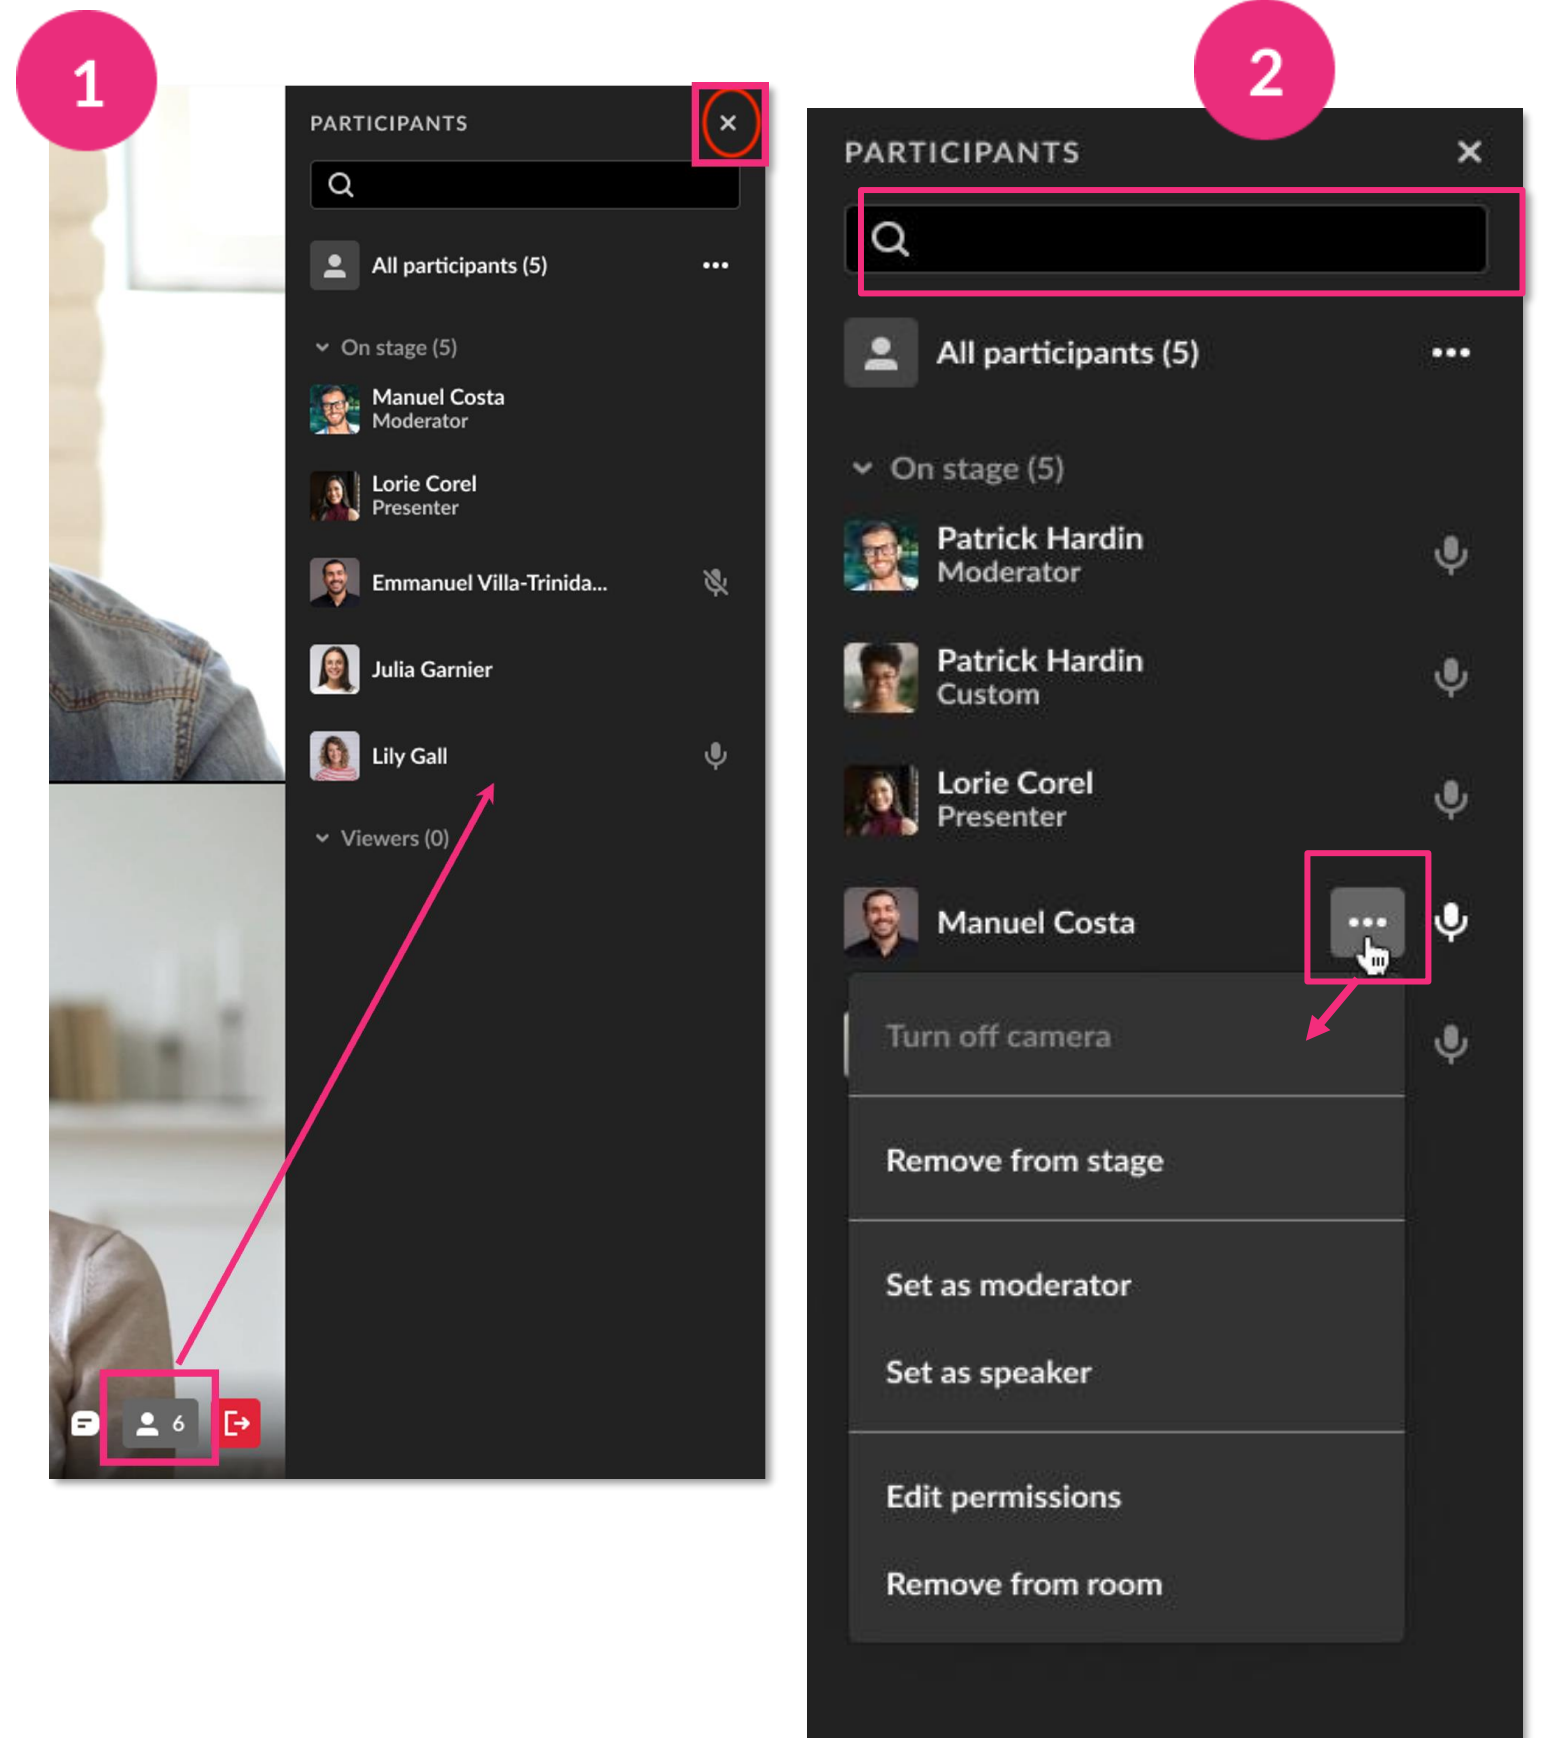 1
PARTICIPANTS
All participants (5)
On stage (5)
Manuel Costa
Moderator
Lorie Corel
Presenter
Emmanuel Villa-Trinida...
Julia Garnier
Lily Gall
Viewers (0)
6
2
PARTICIPANTS
All participants (5)
On stage (5)
Patrick Hardin
Moderator
Patrick Hardin
Custom
Lorie Corel
Presenter
Manuel Costa
Turn off camera
Remove from stage
Set as moderator
Set as speaker
Edit permissions
Remove from room